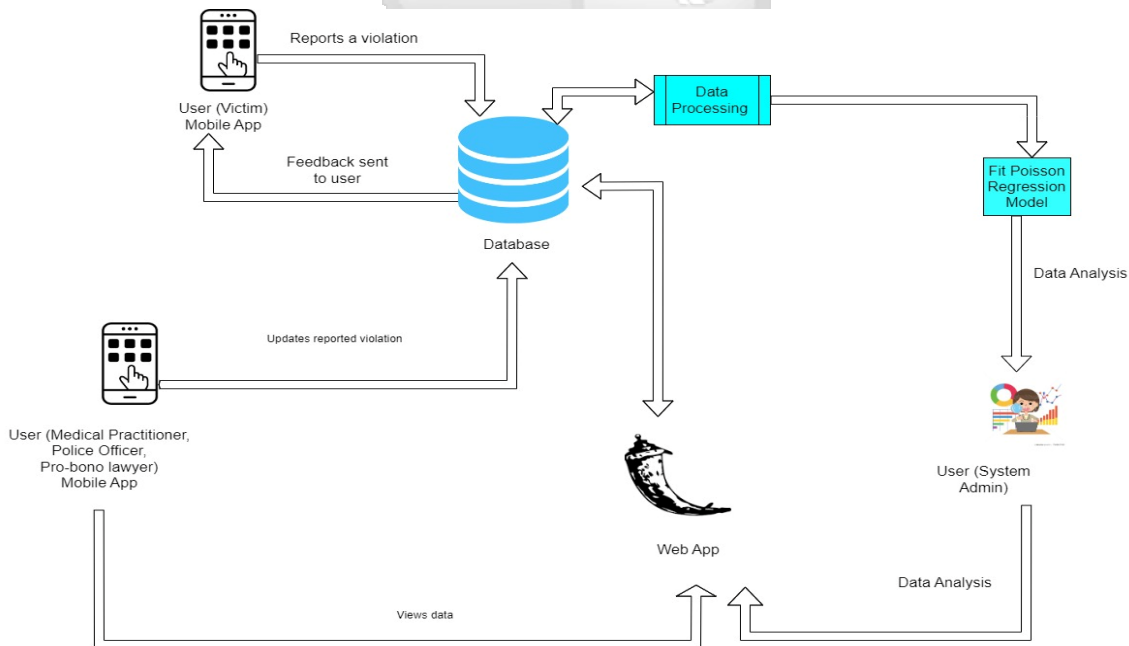 Reports a violation
User (Victim)
Mobile App
Data
Processing
Feedback sent
to user
Fit Poisson
Regression
Model
Database
Data Analysis
Updates reported violation
User (Medical Practitioner,
Police Officer,
Pro-bono lawyer)
Mobile App
User (System
Admin)
Web App
Data Analysis
Views data